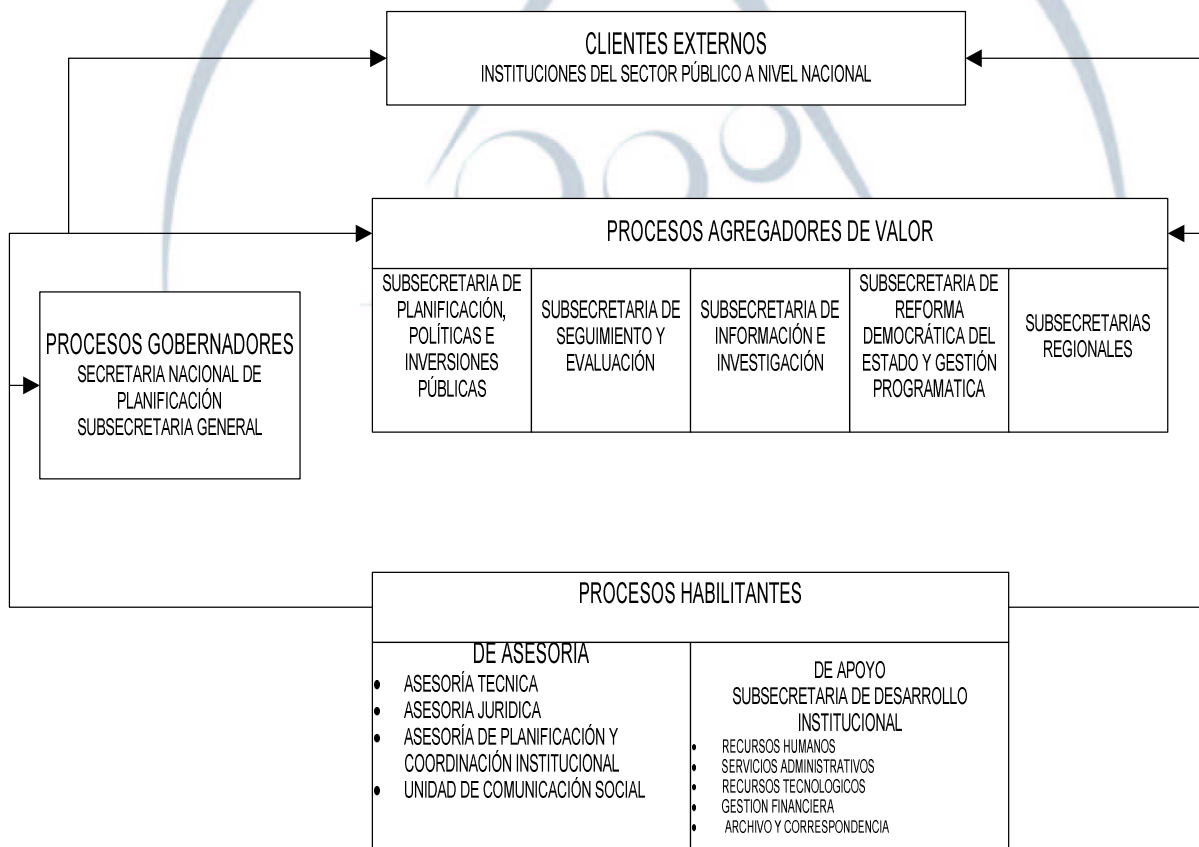 CLIENTES EXTERNOS
INSTITUCIONES DEL SECTOR PÚBLICO A NIVEL NACIONAL
PROCESOS AGREGADORES DE VALOR
SUBSECRETARIA DE
PLANIFICACIÓN,
POLÍTICAS E
INVERSIONES
PÚBLICAS
SUBSECRETARIA DE
SEGUIMIENTO Y
EVALUACIÓN
SUBSECRETARIA DE
INFORMACIÓN E
INVESTIGACIÓN
SUBSECRETARIA DE
REFORMA
DEMOCRÁTICA DEL
ESTADO Y GESTIÓN
PROGRAMATICA
SUBSECRETARIAS
REGIONALES
PROCESOS GOBERNADORES
SECRETARIA NACIONAL DE
PLANIFICACIÓN
SUBSECRETARIA GENERAL
PROCESOS HABILITANTES
DE ASESORIA
• ASESORÍA TECNICA
• ASESORIA JURIDICA
• ASESORÍA DE PLANIFICACIÓN Y
COORDINACIÓN INSTITUCIONAL
• UNIDAD DE COMUNICACIÓN SOCIAL
DE APOYO
SUBSECRETARIA DE DESARROLLO
INSTITUCIONAL
• RECURSOS HUMANOS
• SERVICIOS ADMINISTRATIVOS
• RECURSOS TECNOLOGICOS
• GESTION FINANCIERA
• ARCHIVO Y CORRESPONDENCIA